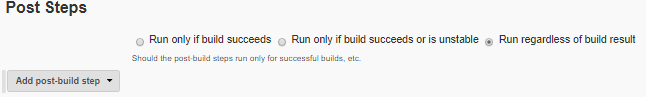 Post Steps
Run only if build succeeds Run only if build succeeds or is unstable Run regardless of build result
Should the post-build steps run only for successful builds, etc.
Add post-build step